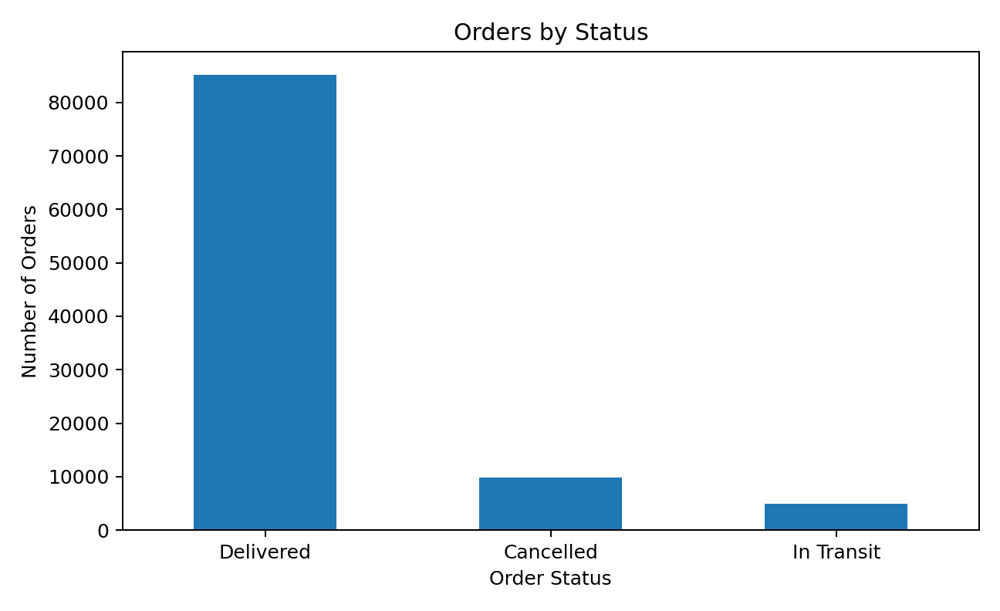 Orders by Status
Number of Orders
80000
70000
60000
50000
40000
30000
20000
10000
0
Delivered Cancelled In Transit
Order Status